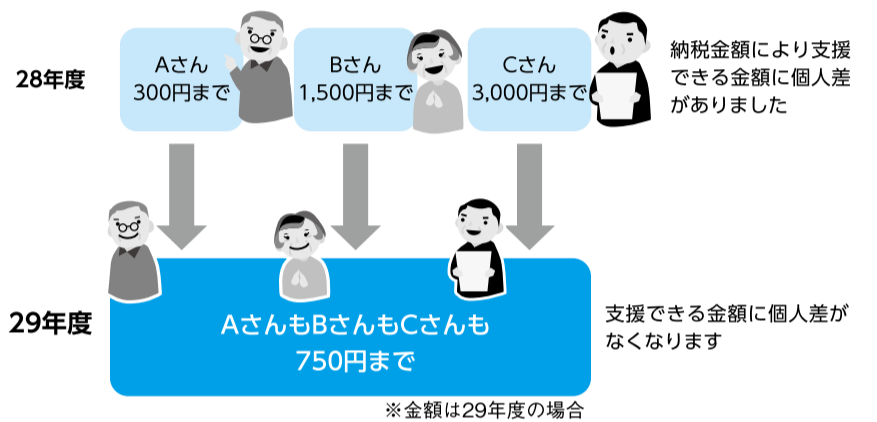 28年度
Aさん
300円まで
Bさん
1,500円まで
Cさん
3,000円まで
納税金額により支援
できる金額に個人差
がありました
29年度
AさんもBさんもCさんも
750円まで
支援できる金額に個人差が
なくなります
※金額は29年度の場合